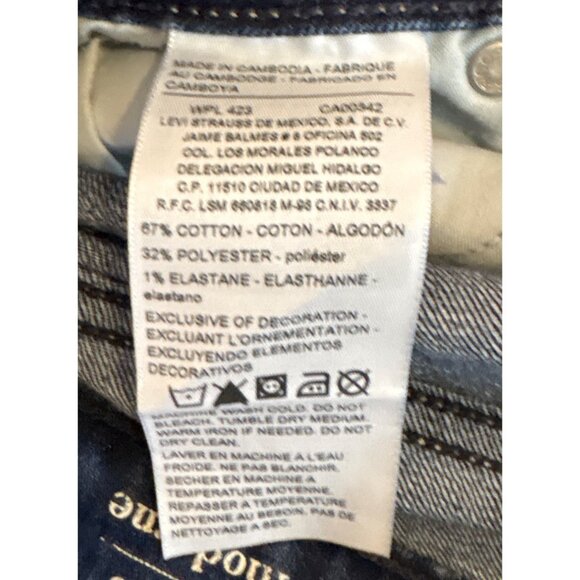 MADE IN CAMBODIA - FABRIQUE
AU CAMBODGE - FABRICADO EN
CAMBOYA
WPL 423 CA00342
LEVI STRAUSS DE MEXICO, S.A. DE C.V.
JAIME BALMES # 8 OFICINA 502
COL. LOS MORALES POLANCO
DELEGACION MIGUEL HIDALGO
C.P. 11510 CIUDAD DE MEXICO
R.F.C. LSM 660818 M-98 C.N.I.V. 3337
67% COTTON - COTON - ALGODÓN
32% POLYESTER - poliéster
1% ELASTANE - ELASTHANNE -
elastano
EXCLUSIVE OF DECORATION -
EXCLUANT L'ORNEMENTATION -
EXCLUYENDO ELEMENTOS
DECORATIVOS
MACHINE WASH COLD. DO NOT
BLEACH. TUMBLE DRY MEDIUM.
WARM IRON IF NEEDED. DO NOT
DRY CLEAN.
LAVER EN MACHINE A L'EAU
FROIDE. NE PAS BLANCHIR.
SECHER EN MACHINE A
TEMPERATURE MOYENNE.
REPASSER A TEMPERATURE
MOYENNE AU BESOIN. PAS DE
NETTOYAGE A SEC.